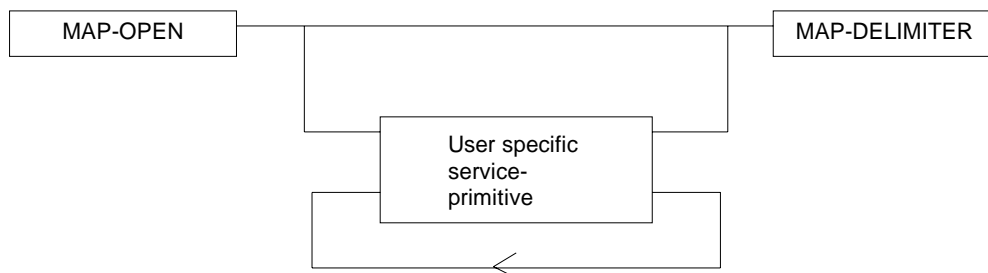 MAP-OPEN
MAP-DELIMITER
User specific
service-
primitive